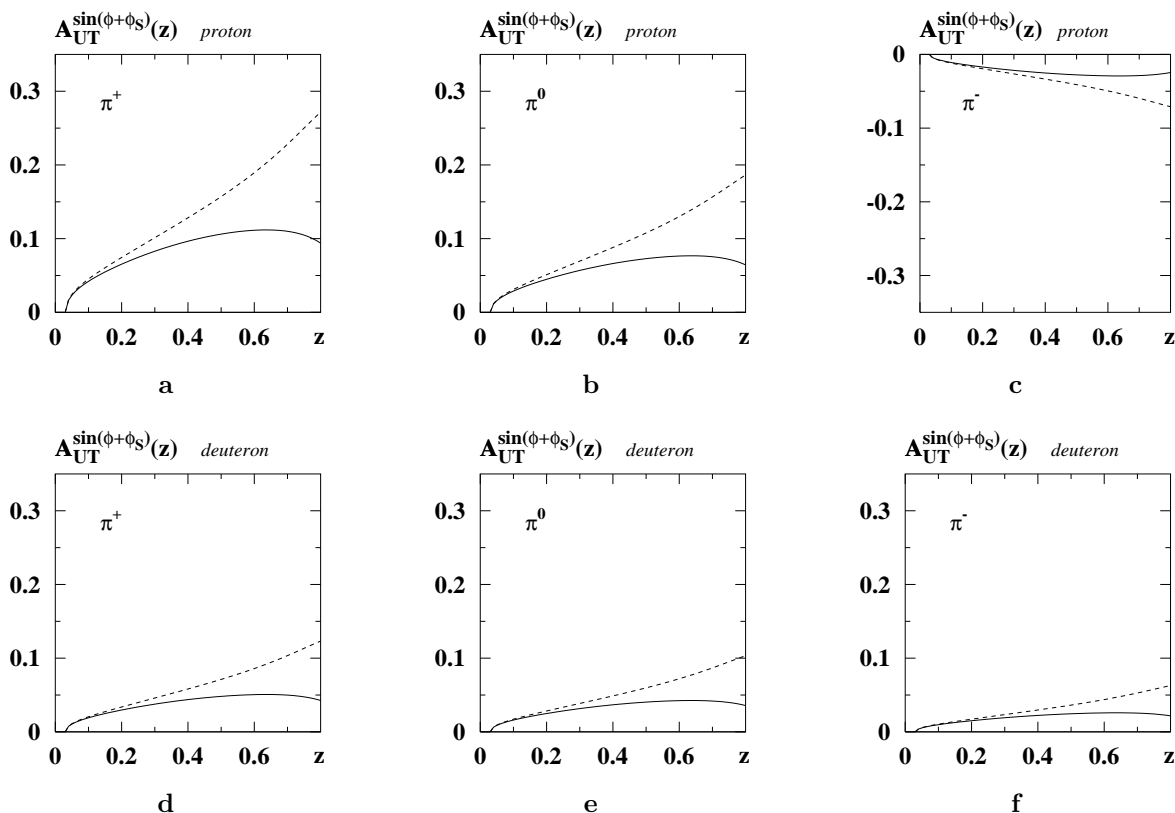 A_UT^sin(ϕ+ϕ_S)(z) proton
0.3
0.2
0.1
0
π⁺
0 0.2 0.4 0.6 z
a
A_UT^sin(ϕ+ϕ_S)(z) proton
0.3
0.2
0.1
0
π⁰
0 0.2 0.4 0.6 z
b
A_UT^sin(ϕ+ϕ_S)(z) proton
0
-0.1
-0.2
-0.3
π⁻
0 0.2 0.4 0.6 z
c
A_UT^sin(ϕ+ϕ_S)(z) deuteron
0.3
0.2
0.1
0
π⁺
0 0.2 0.4 0.6 z
d
A_UT^sin(ϕ+ϕ_S)(z) deuteron
0.3
0.2
0.1
0
π⁰
0 0.2 0.4 0.6 z
e
A_UT^sin(ϕ+ϕ_S)(z) deuteron
0.3
0.2
0.1
0
π⁻
0 0.2 0.4 0.6 z
f